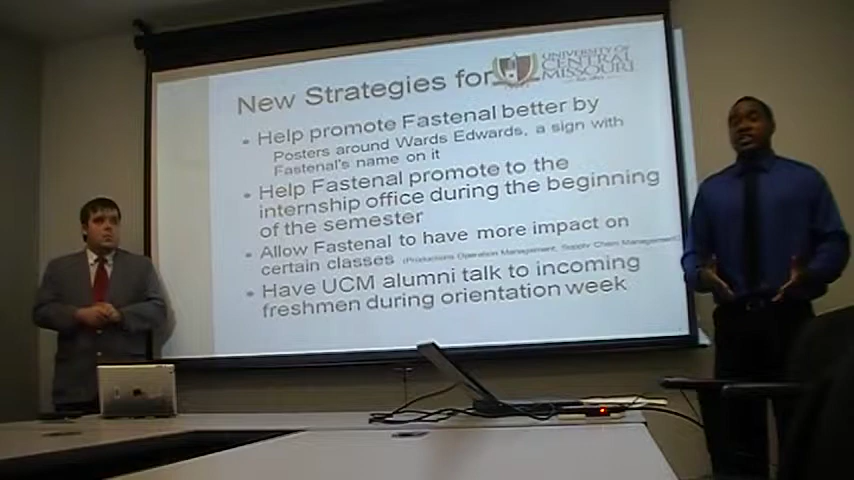 New Strategies for
UNIVERSITY OF
CENTRAL
MISSOURI
• Help promote Fastenal better by
Posters around Wards Edwards, a sign with
Fastenal's name on it
• Help Fastenal promote to the
internship office during the beginning
of the semester
• Allow Fastenal to have more impact on
certain classes (Productions Operation Management, Supply Chain Management)
• Have UCM alumni talk to incoming
freshmen during orientation week